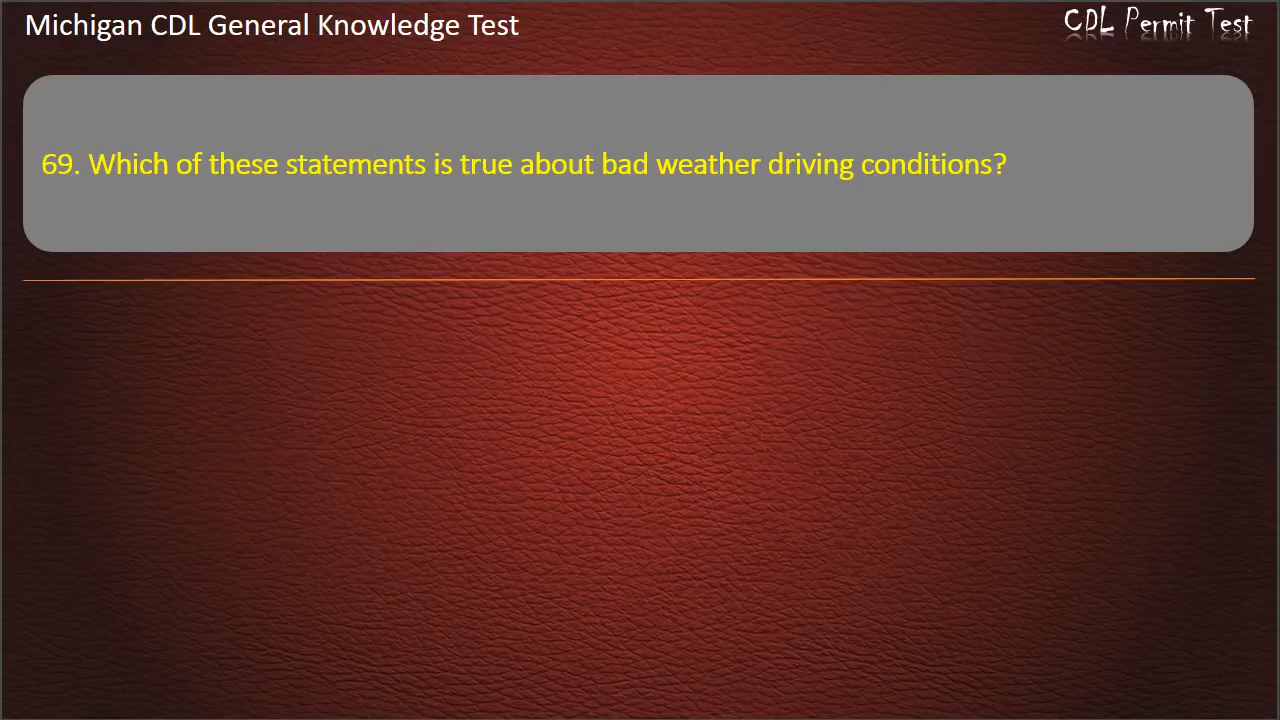 Michigan CDL General Knowledge Test
CDL Permit Test
69. Which of these statements is true about bad weather driving conditions?